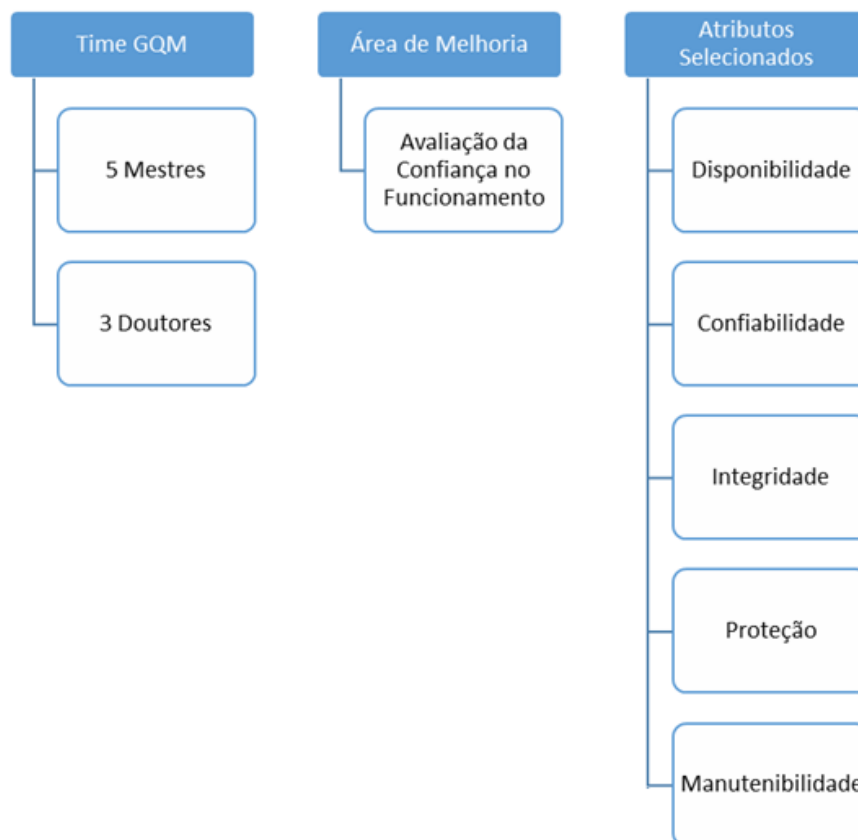 Time GQM
5 Mestres
3 Doutores
Área de Melhoria
Avaliação da
Confiança no
Funcionamento
Atributos
Selecionados
Disponibilidade
Confiabilidade
Integridade
Proteção
Manutenibilidade